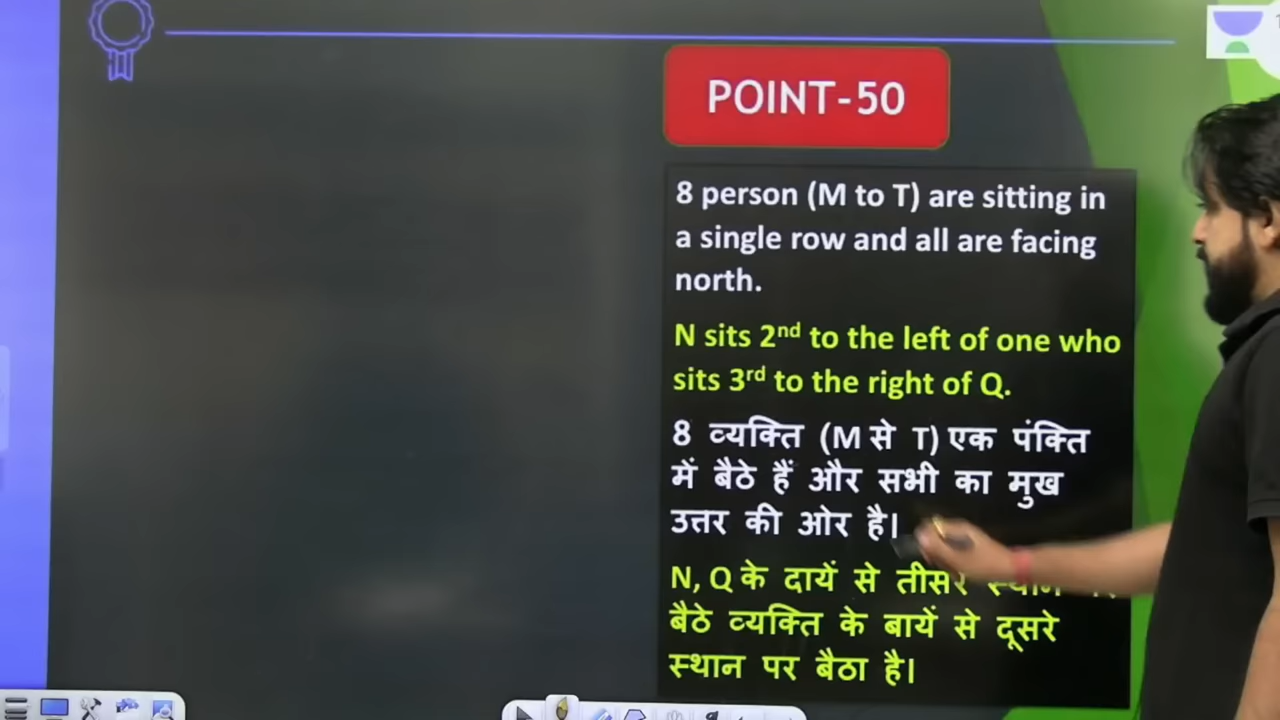 POINT-50
8 person (M to T) are sitting in
a single row and all are facing
north.
N sits 2nd to the left of one who
sits 3rd to the right of Q.
8 व्यक्ति (M से T) एक पंक्ति
में बैठे हैं और सभी का मुख
उत्तर की ओर है।
N, Q के दायें से तीसरे
बैठे व्यक्ति के बायें से दूसरे
स्थान पर बैठा है।